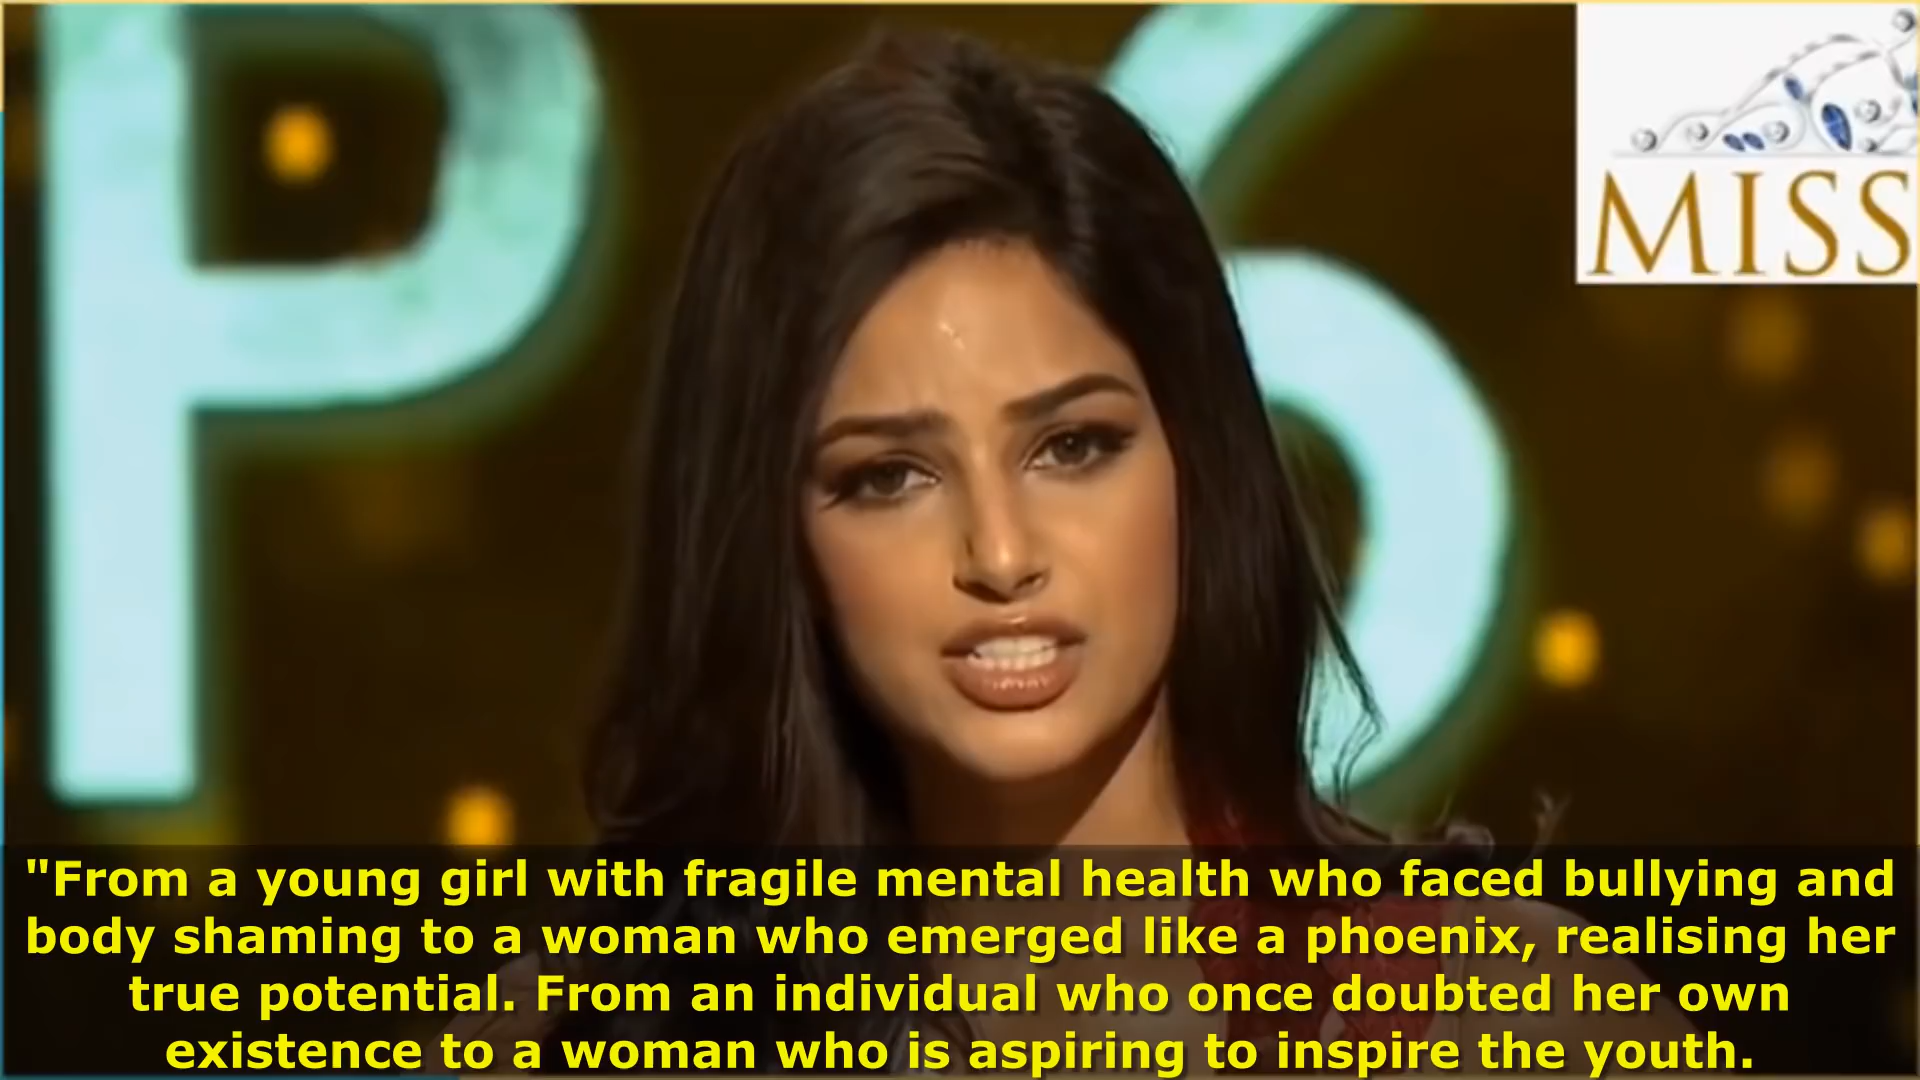 P 6
MISS
"From a young girl with fragile mental health who faced bullying and
body shaming to a woman who emerged like a phoenix, realising her
true potential. From an individual who once doubted her own
existence to a woman who is aspiring to inspire the youth.